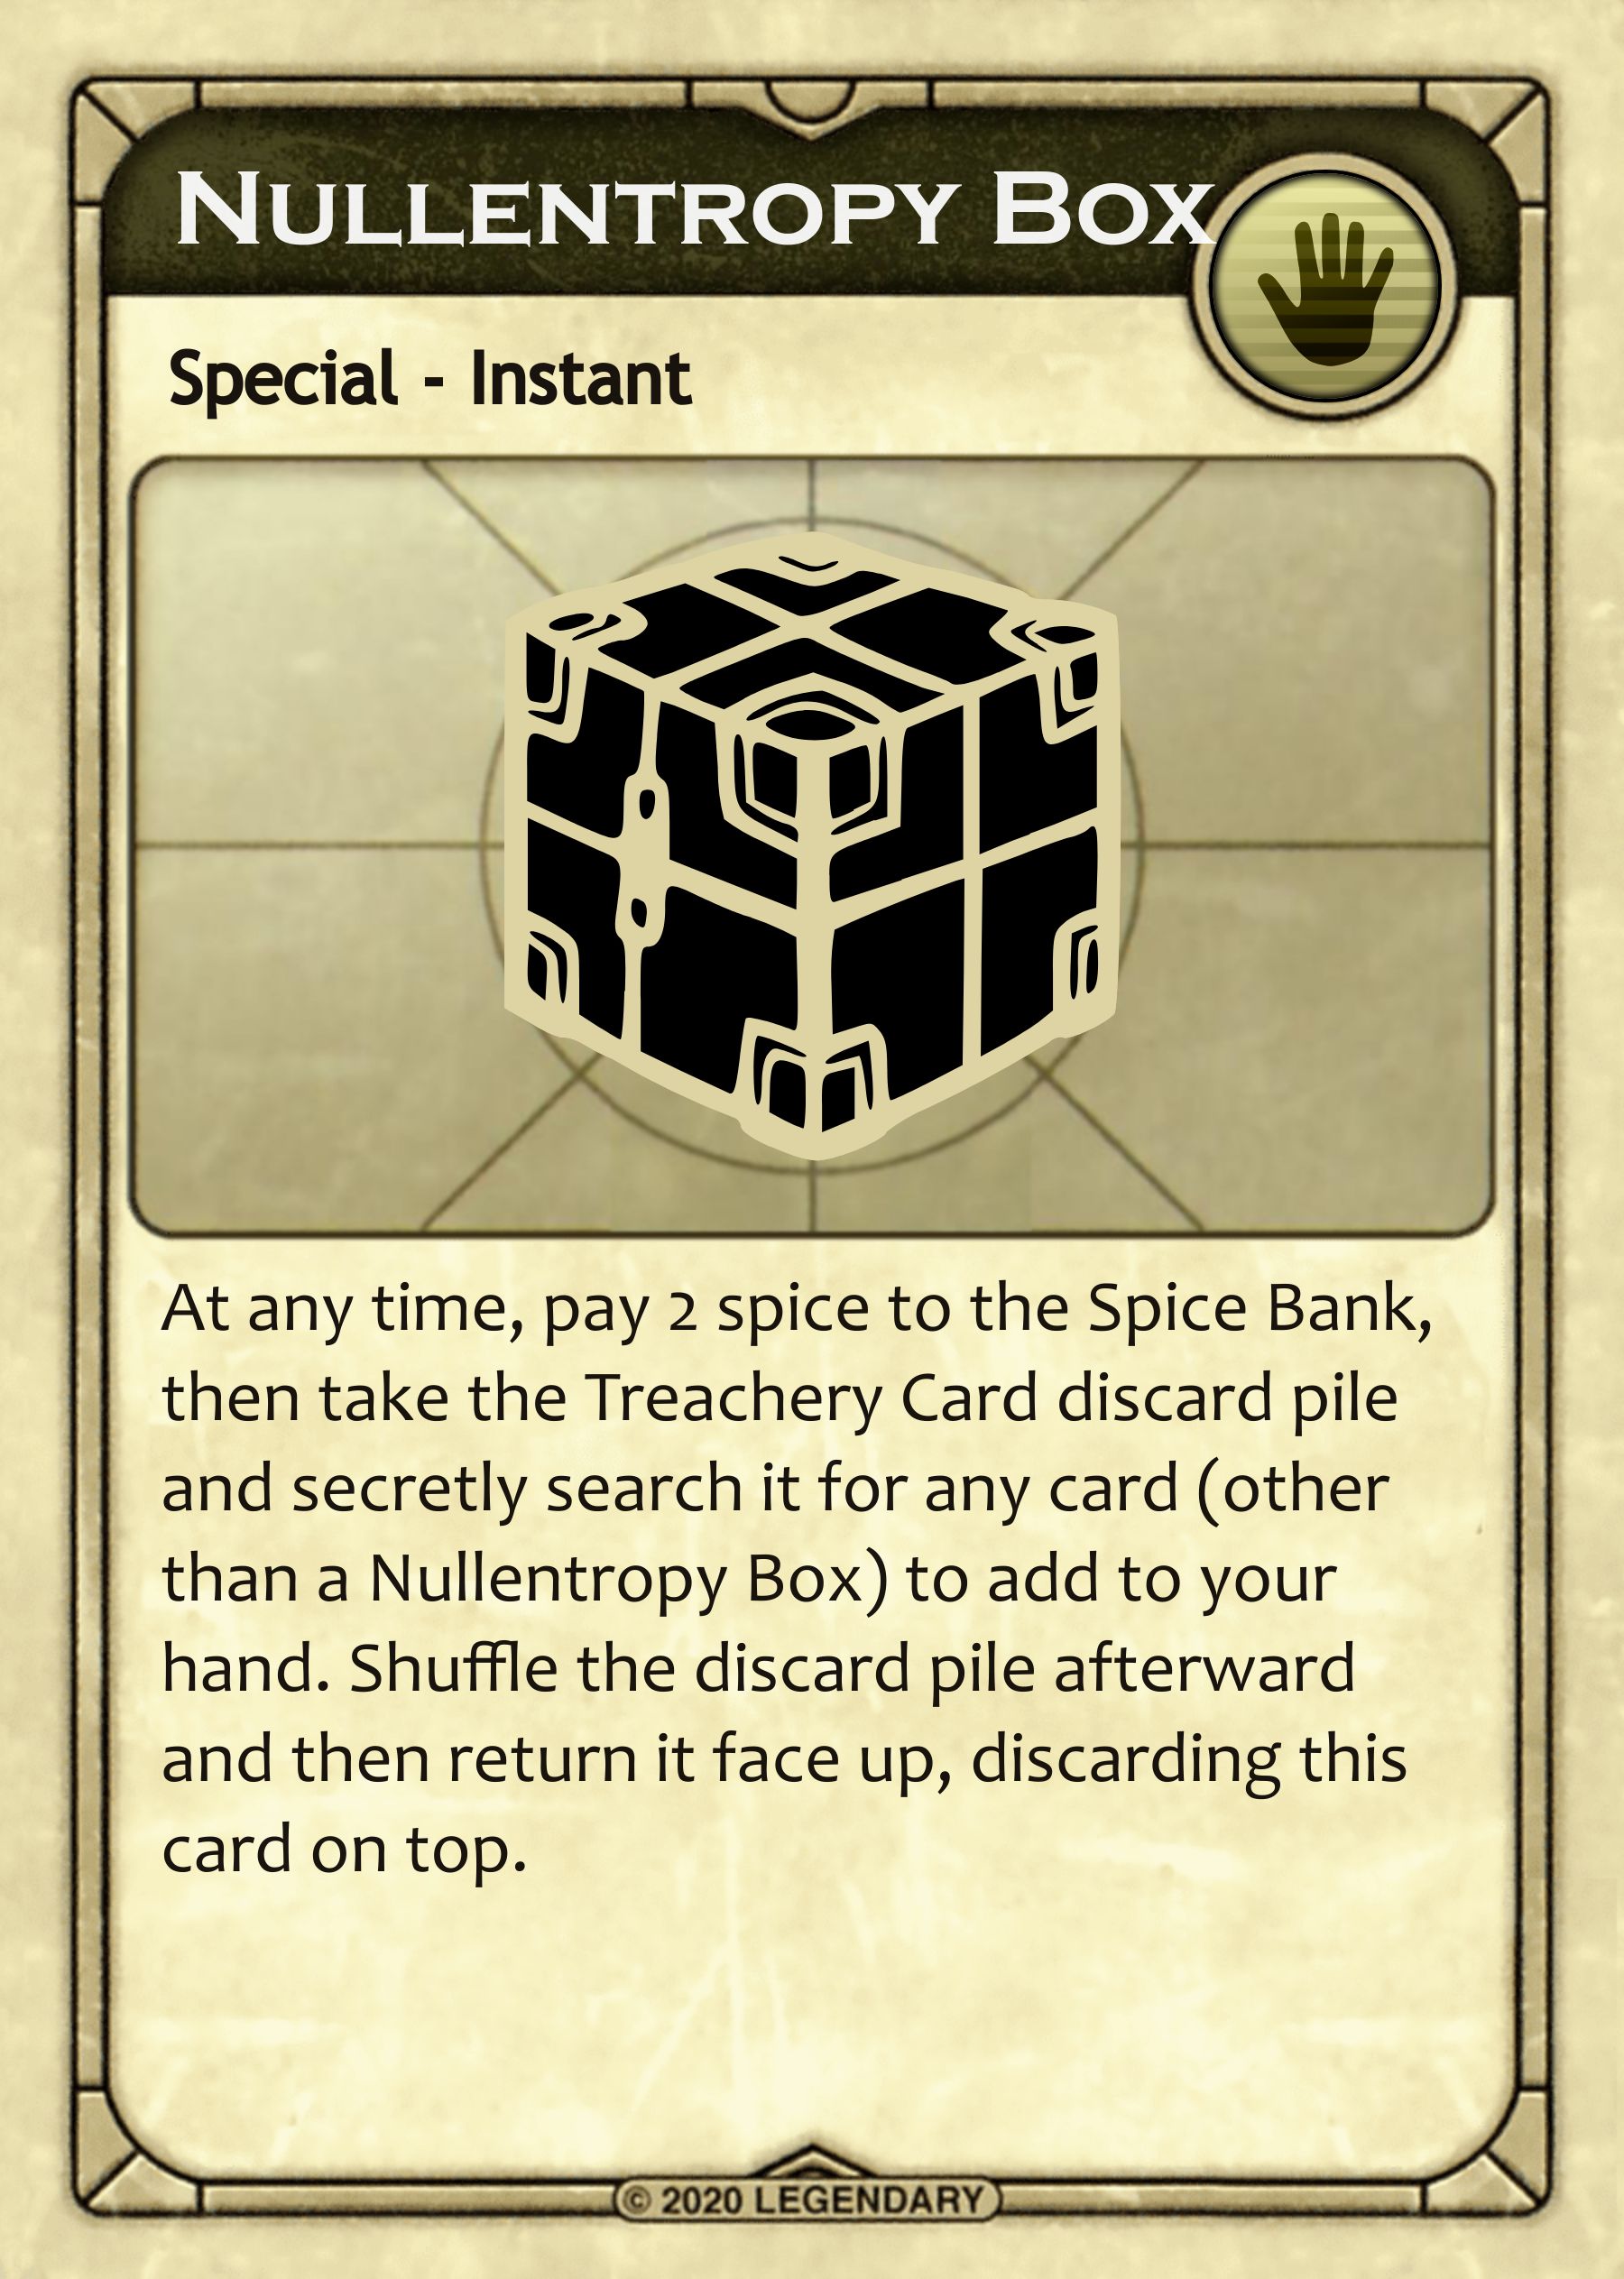 Nullentropy Box
Special - Instant
At any time, pay 2 spice to the Spice Bank,
then take the Treachery Card discard pile
and secretly search it for any card (other
than a Nullentropy Box) to add to your
hand. Shuffle the discard pile afterward
and then return it face up, discarding this
card on top.
© 2020 LEGENDARY